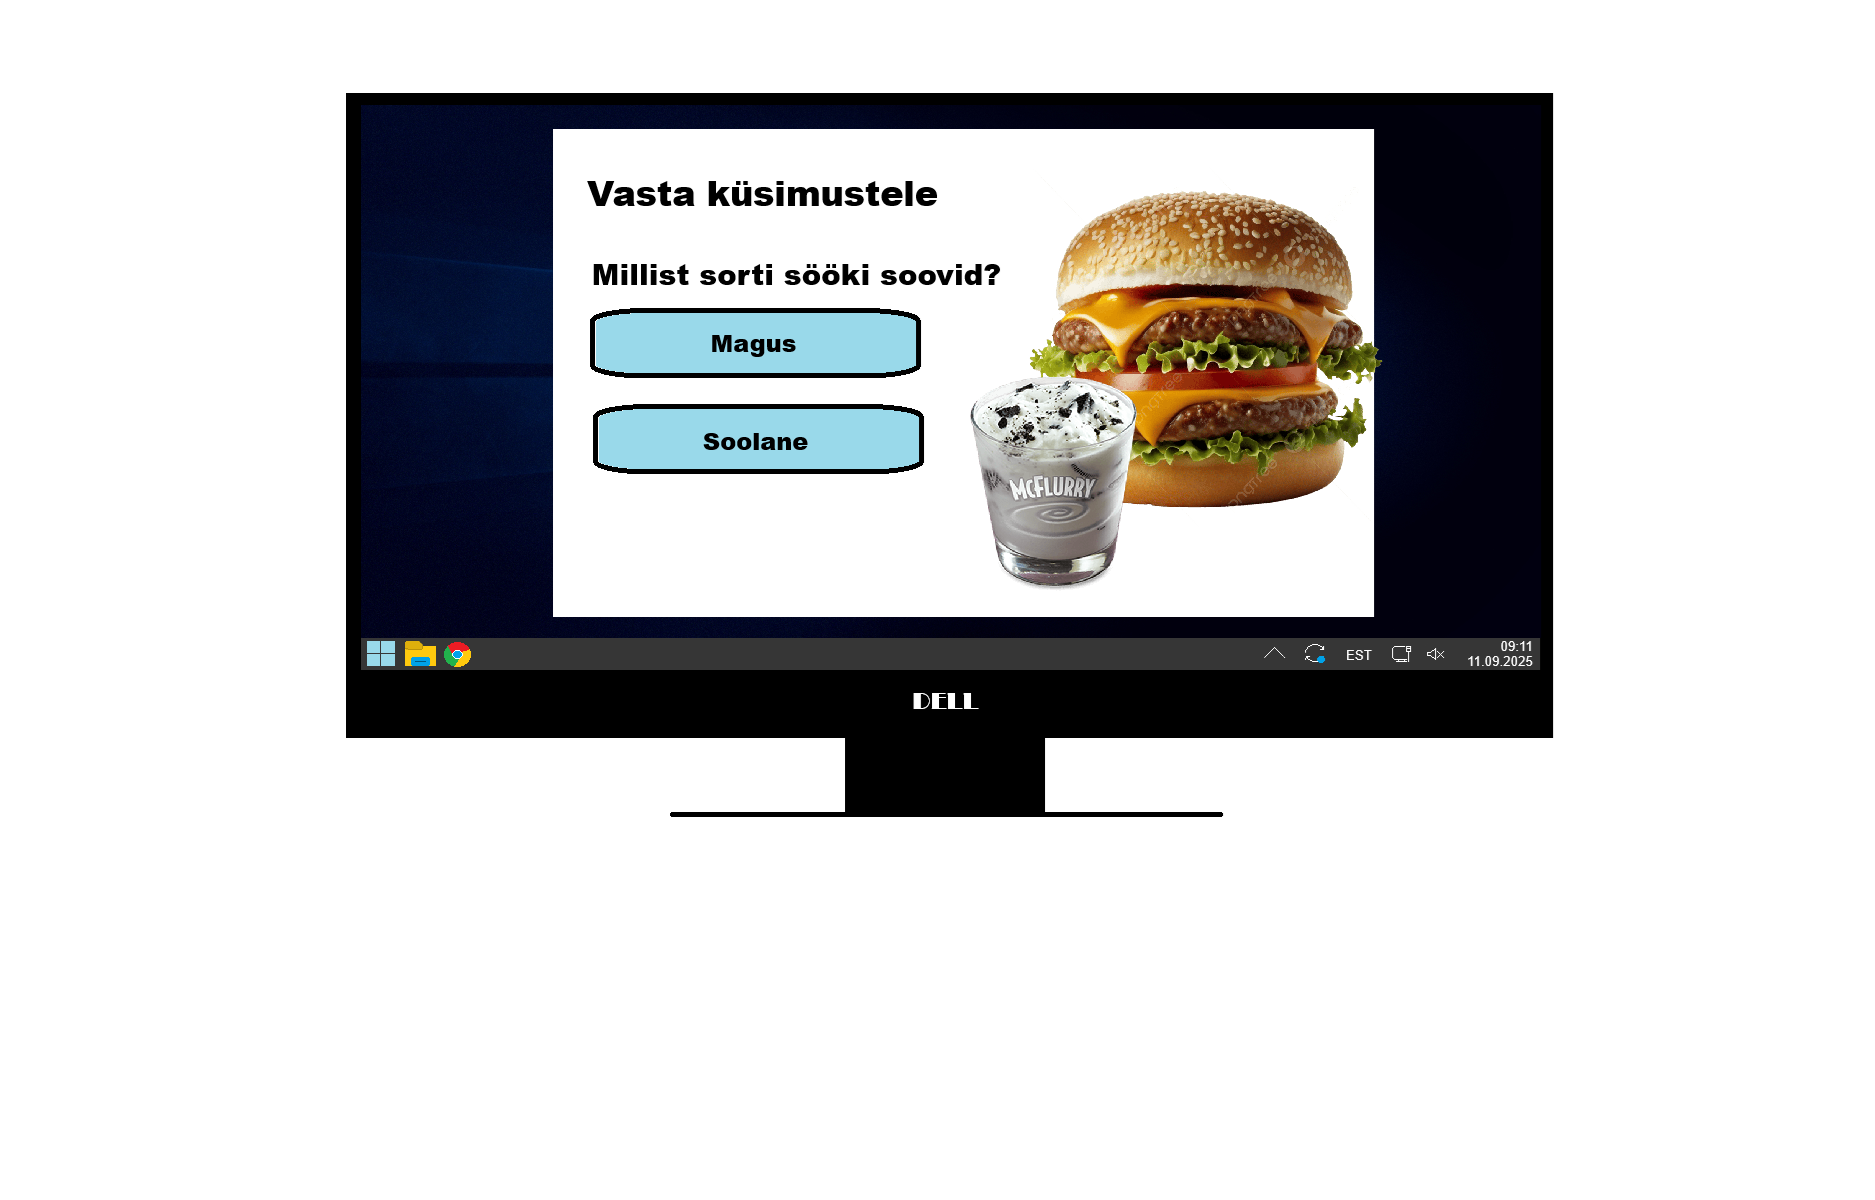 Vasta küsimustele
Millist sorti sööki soovid?
Magus
Soolane
McFLURRY
EST
09:11
11.09.2025
DELL